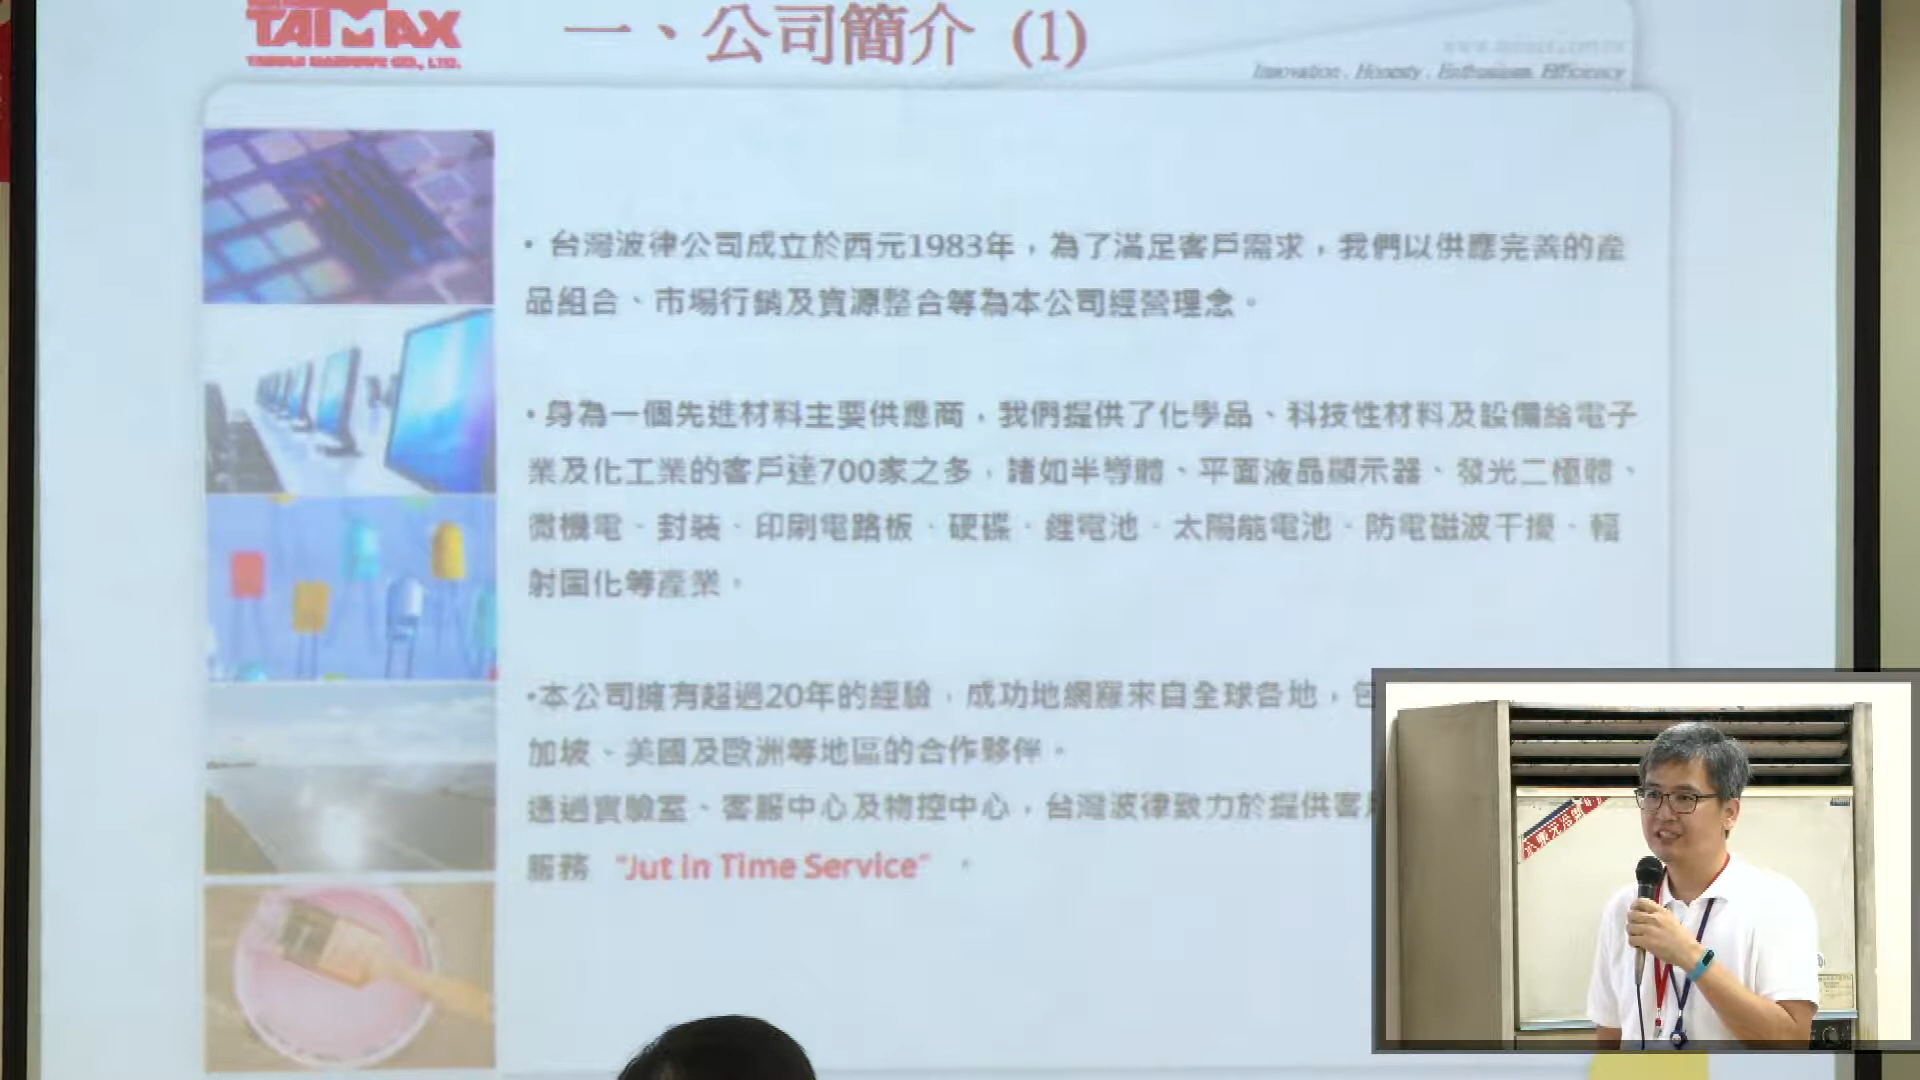 TAIMAX
一、公司簡介 (1)
Innovation . Honesty . Enthusiasm. Efficiency
• 台灣波律公司成立於西元1983年，為了滿足客戶需求，我們以供應完善的產
品組合、市場行銷及資源整合等為本公司經營理念。
•身為一個先進材料主要供應商，我們提供了化學品、科技性材料及設備給電子
業及化工業的客戶達700家之多，諸如半導體、平面液晶顯示器、發光二極體、
微機電、封裝、印刷電路板、硬碟、鋰電池、太陽能電池、防電磁波干擾、輻
射固化等產業。
•本公司擁有超過20年的經驗，成功地網羅來自全球各地，包
加坡、美國及歐洲等地區的合作夥伴。
透過實驗室、客服中心及物控中心，台灣波律致力於提供客
服務 “Jut in Time Service” 。